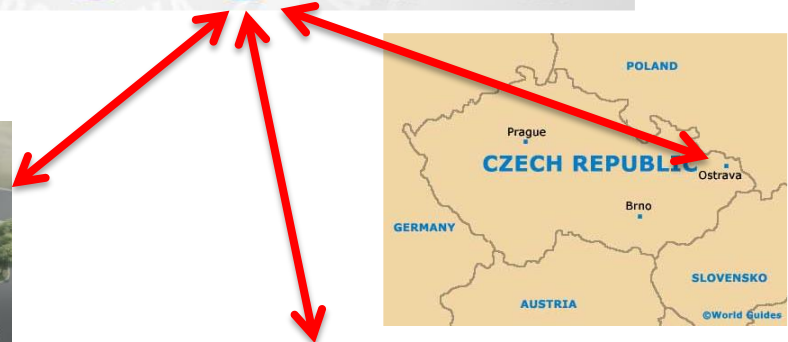 POLAND
Prague
CZECH REPUBLIC
Ostrava
Brno
GERMANY
SLOVENSKO
AUSTRIA
©World Guides